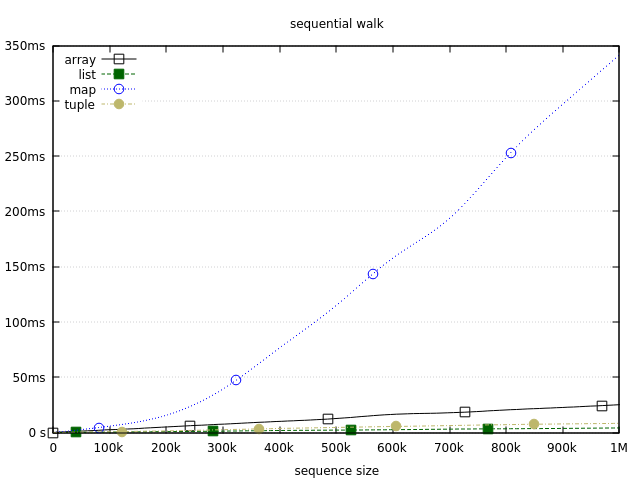 sequential walk
350ms
300ms
250ms
200ms
150ms
100ms
50ms
0 s
array
list
map
tuple
0 100k 200k 300k 400k 500k 600k 700k 800k 900k 1M
sequence size